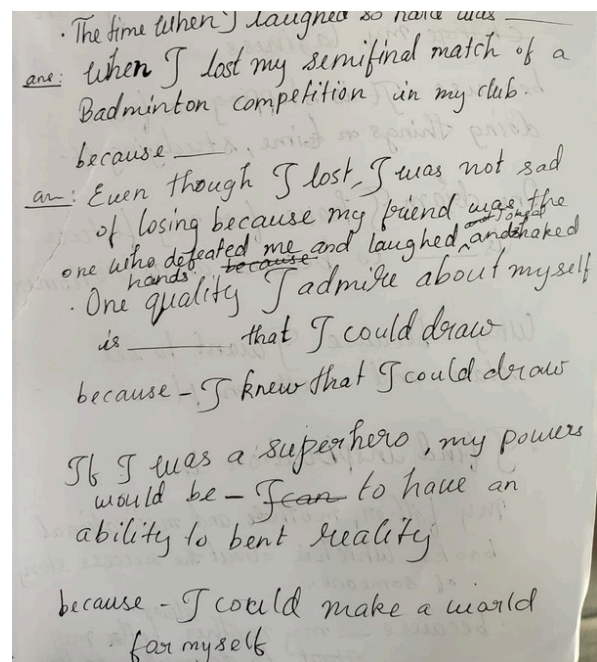 · The time when I laughed so hard was ______
ans: when I lost my semifinal match of a
Badminton competition in my club.
because ____
an: Even though I lost, I was not sad
of losing because my friend was the
one who defeated me and laughed, and shaked
hands. because
· One quality I admire about myself
is ______ that I could draw
because - I knew that I could draw
If I was a superhero, my powers
would be - I can to have an
ability to bent reality
because - I could make a world
for myself